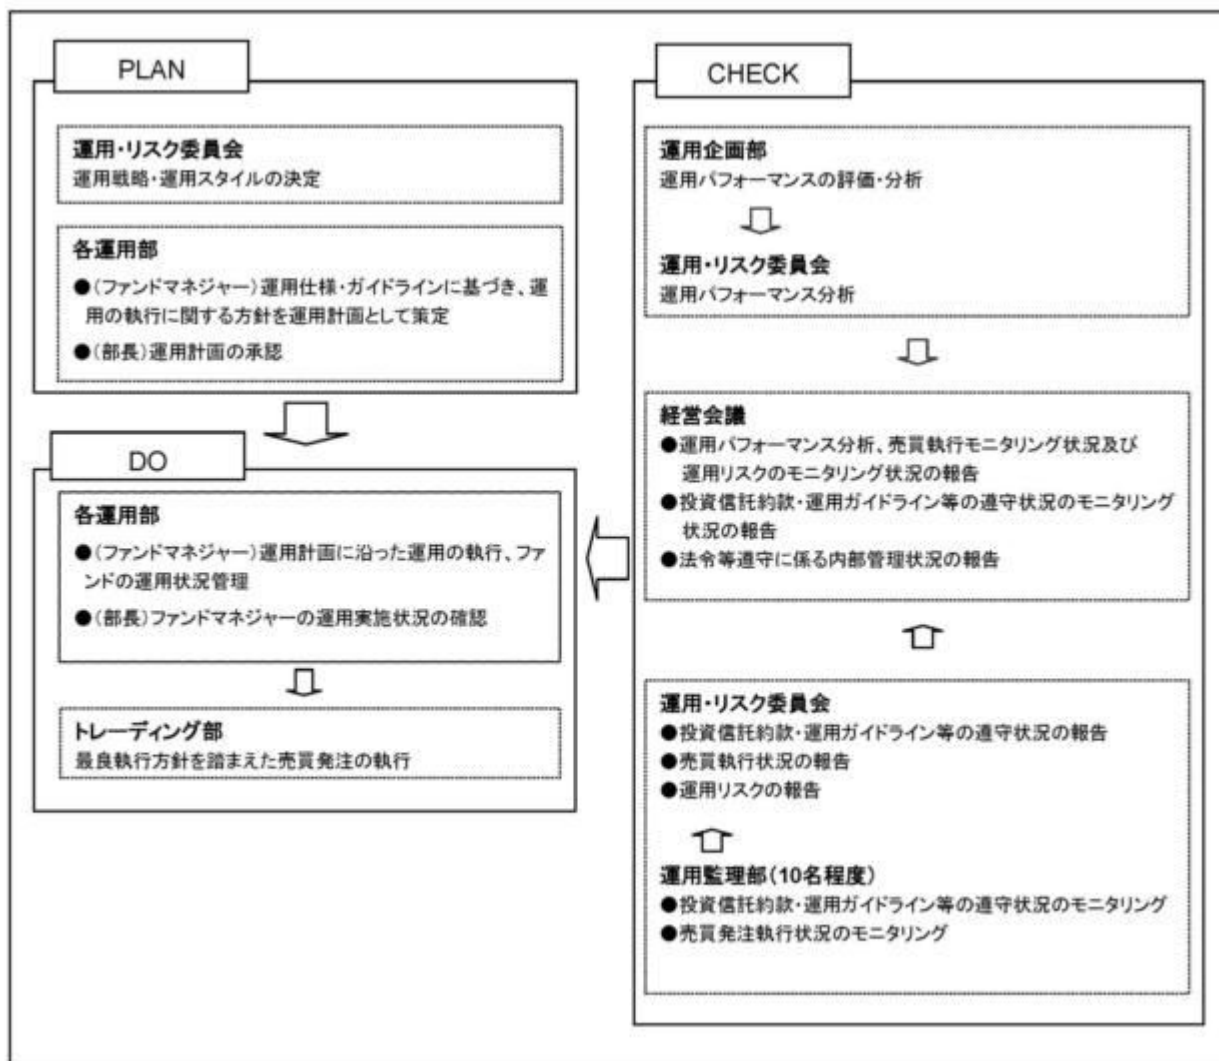 PLAN
運用・リスク委員会
運用戦略・運用スタイルの決定
各運用部
●(ファンドマネジャー)運用仕様・ガイドラインに基づき、運
用の執行に関する方針を運用計画として策定
●(部長)運用計画の承認
DO
各運用部
●(ファンドマネジャー)運用計画に沿った運用の執行、ファ
ンドの運用状況管理
●(部長)ファンドマネジャーの運用実施状況の確認
トレーディング部
最良執行方針を踏まえた売買発注の執行
CHECK
運用企画部
運用パフォーマンスの評価・分析
運用・リスク委員会
運用パフォーマンス分析
経営会議
●運用パフォーマンス分析、売買執行モニタリング状況及び
運用リスクのモニタリング状況の報告
●投資信託約款・運用ガイドライン等の遵守状況のモニタリング
状況の報告
●法令等遵守に係る内部管理状況の報告
運用・リスク委員会
●投資信託約款・運用ガイドライン等の遵守状況の報告
●売買執行状況の報告
●運用リスクの報告
運用監理部(10名程度)
●投資信託約款・運用ガイドライン等の遵守状況のモニタリング
●売買発注執行状況のモニタリング